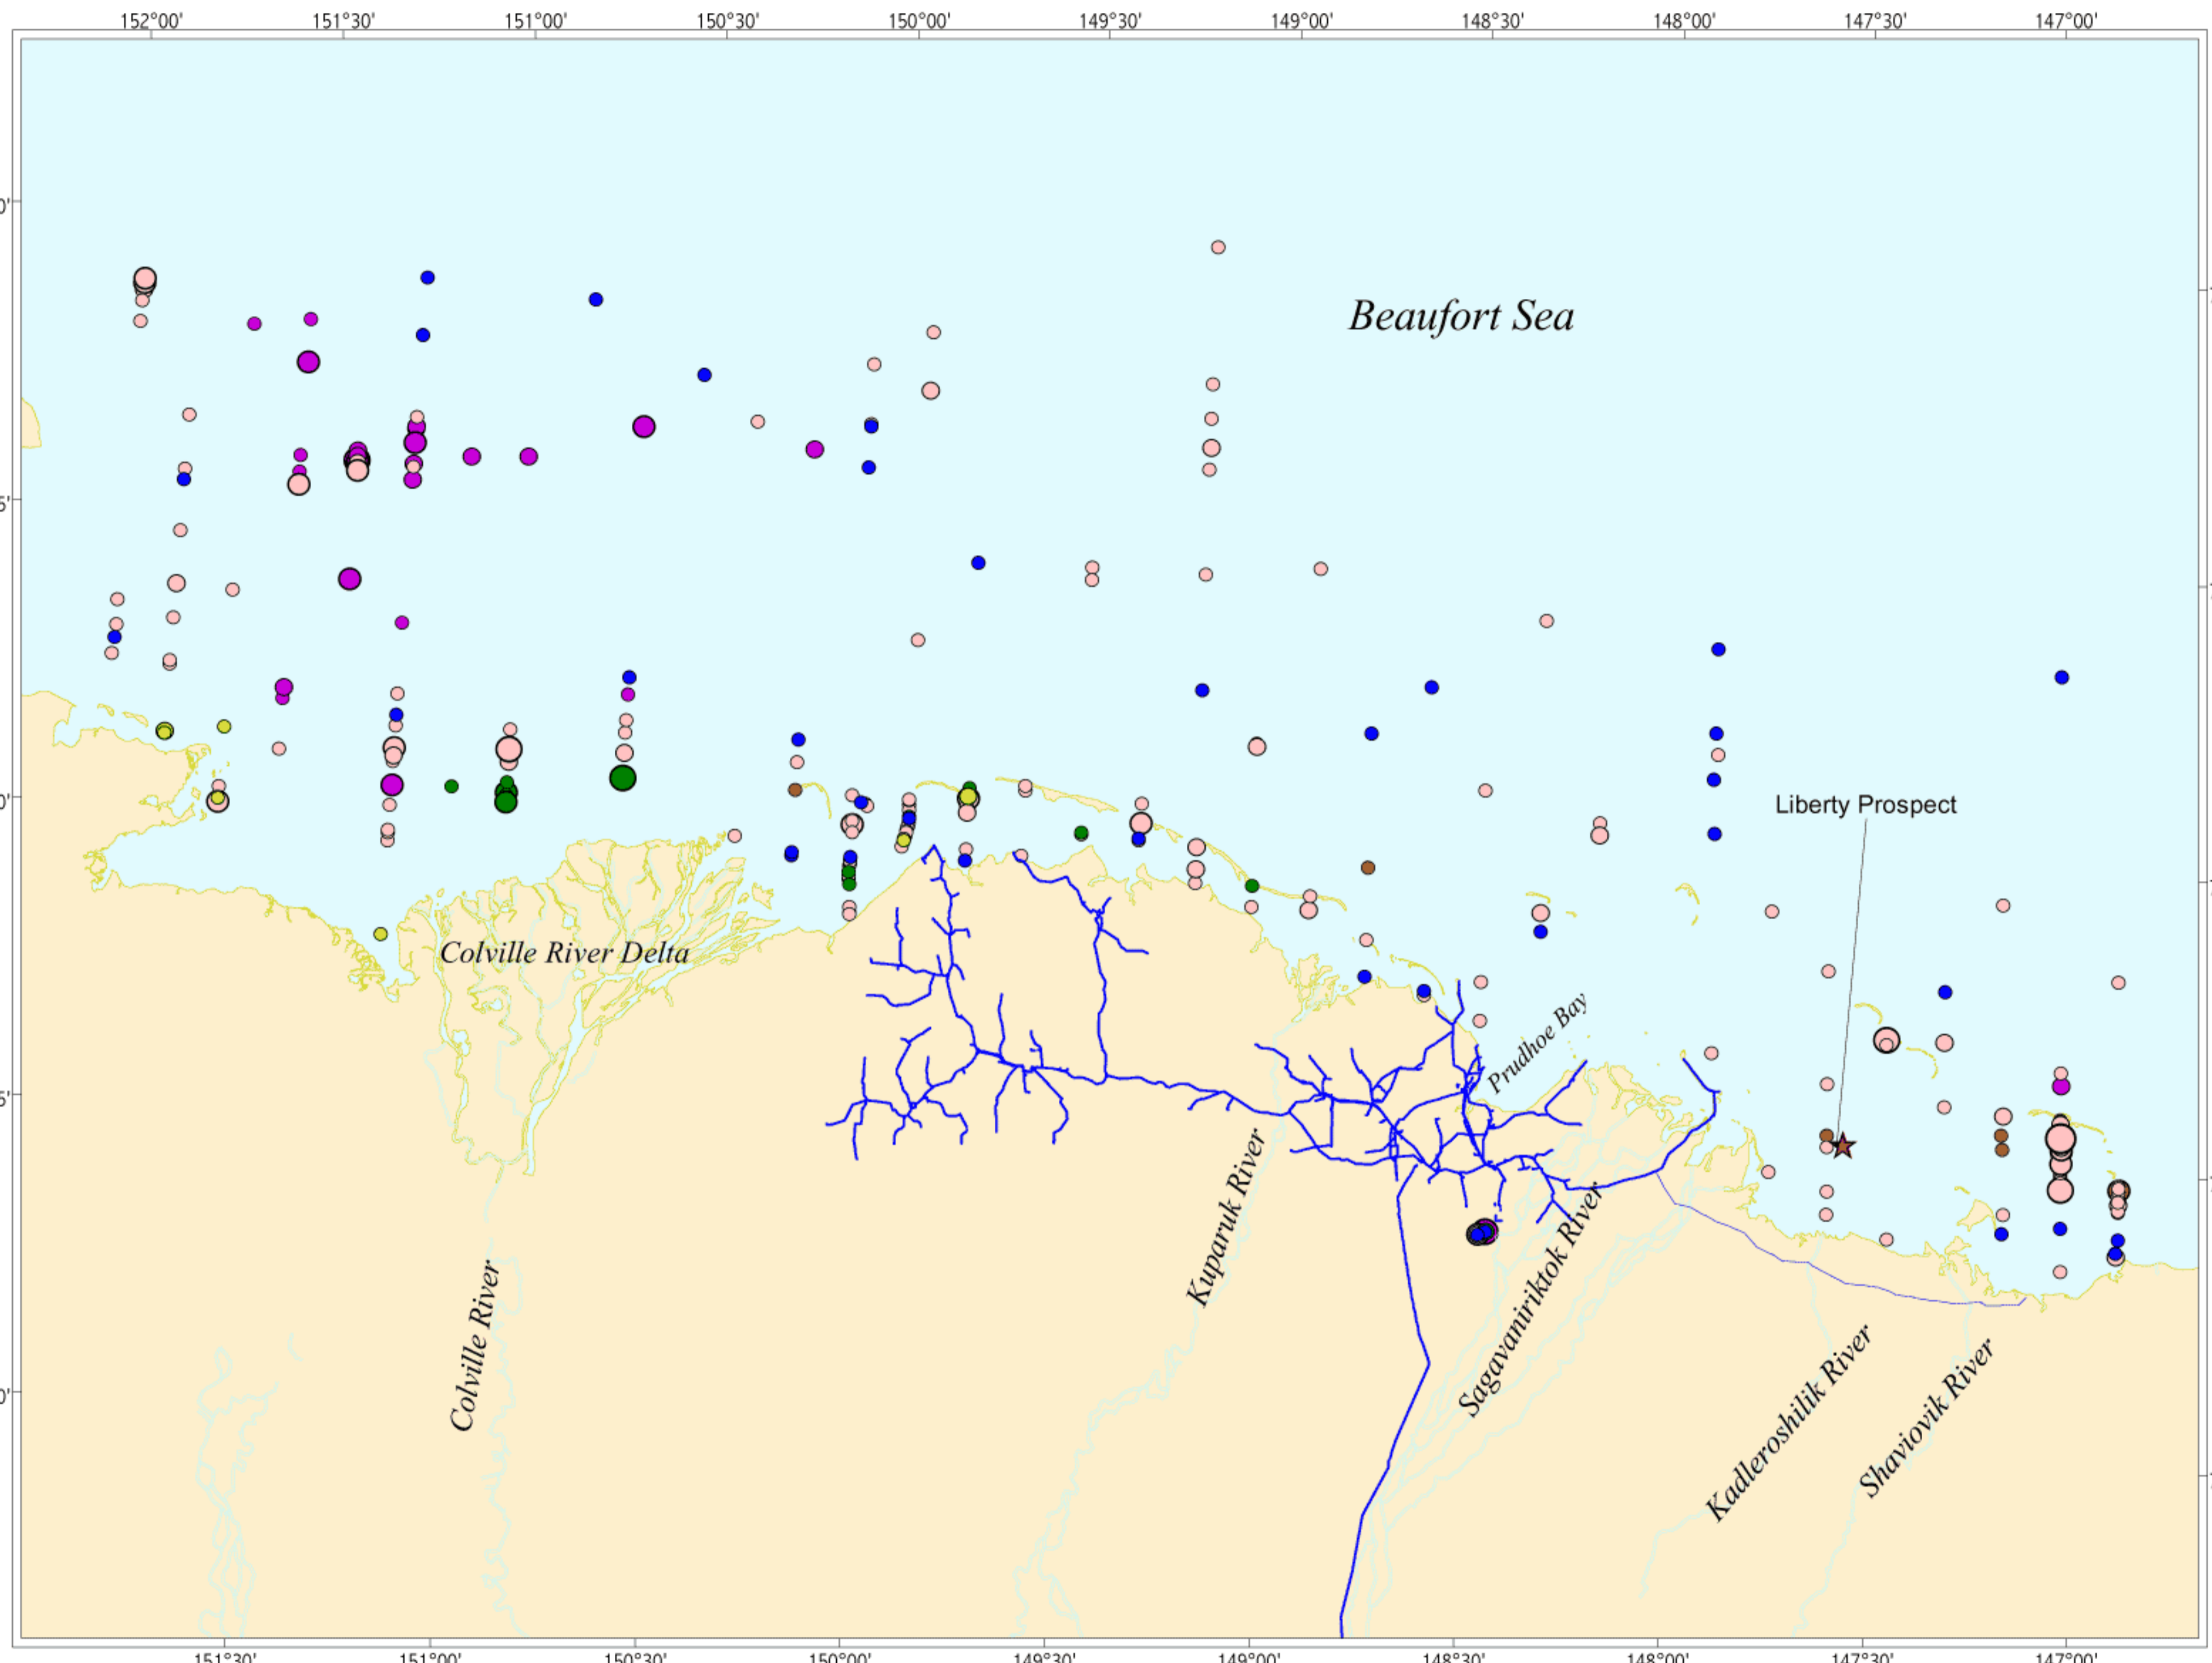 152°00' 151°30' 151°00' 150°30' 150°00' 149°30' 149°00' 148°30' 148°00' 147°30' 147°00'
Beaufort Sea
Liberty Prospect
Colville River Delta
Prudhoe Bay
Kuparuk River
Sagavaniriktok River
Colville River
Kadleroshilik River
Shaviovik River
151°30' 151°00' 150°30' 150°00' 149°30' 149°00' 148°30' 148°00' 147°30' 147°00'